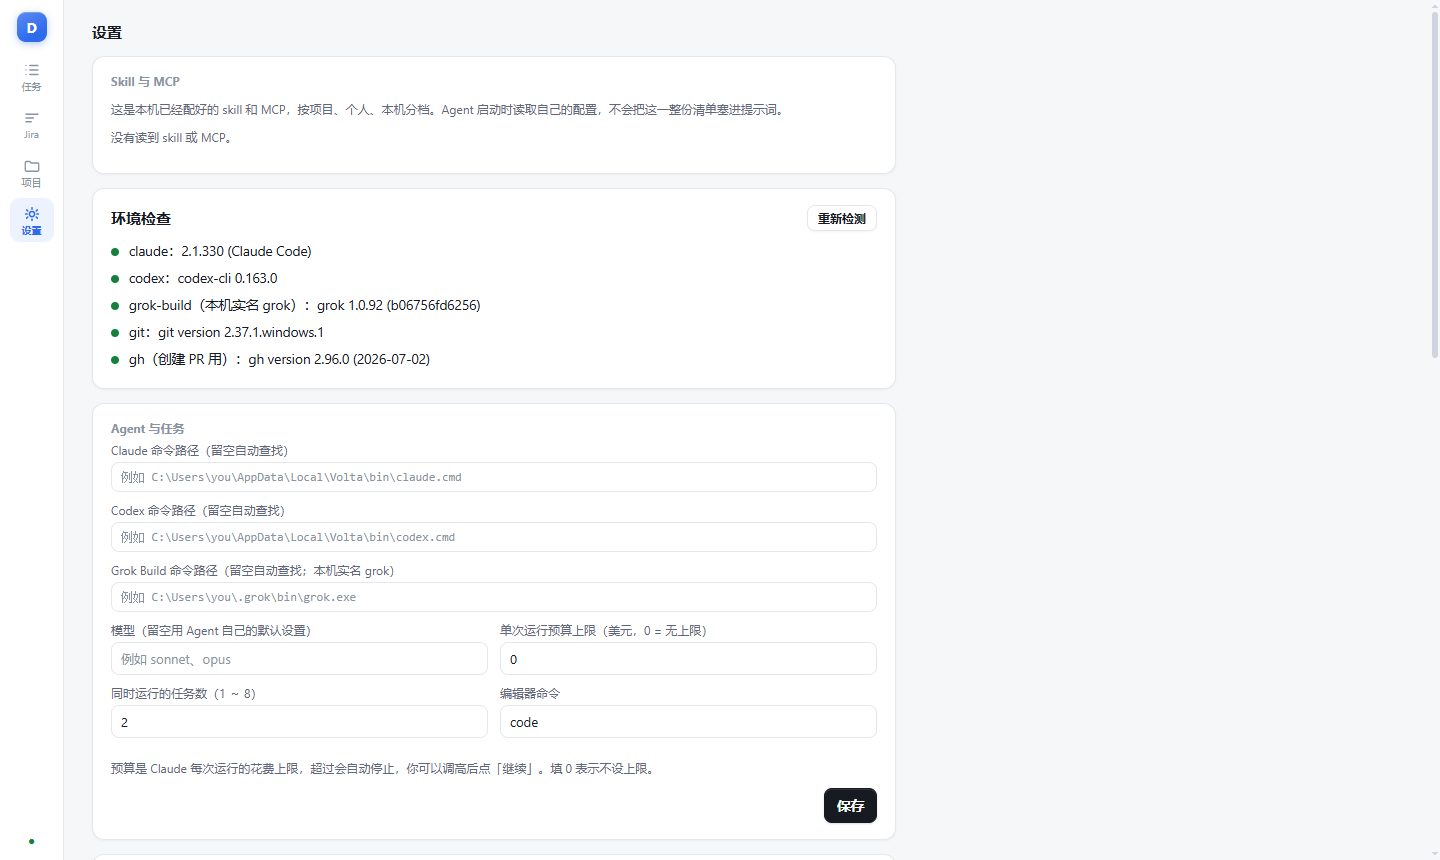 D
任务
Jira
项目
设置
设置
Skill 与 MCP
这是本机已经配好的 skill 和 MCP，按项目、个人、本机分档。Agent 启动时读取自己的配置，不会把这一整份清单塞进提示词。
没有读到 skill 或 MCP。
环境检查
重新检测
claude：2.1.330 (Claude Code)
codex：codex-cli 0.163.0
grok-build（本机实名 grok）：grok 1.0.92 (b06756fd6256)
git：git version 2.37.1.windows.1
gh（创建 PR 用）：gh version 2.96.0 (2026-07-02)
Agent 与任务
Claude 命令路径（留空自动查找）
例如 C:\Users\you\AppData\Local\Volta\bin\claude.cmd
Codex 命令路径（留空自动查找）
例如 C:\Users\you\AppData\Local\Volta\bin\codex.cmd
Grok Build 命令路径（留空自动查找；本机实名 grok）
例如 C:\Users\you\.grok\bin\grok.exe
模型（留空用 Agent 自己的默认设置）
单次运行预算上限（美元，0 = 无上限）
例如 sonnet、opus
0
同时运行的任务数（1 ~ 8）
编辑器命令
2
code
预算是 Claude 每次运行的花费上限，超过会自动停止，你可以调高后点「继续」。填 0 表示不设上限。
保存